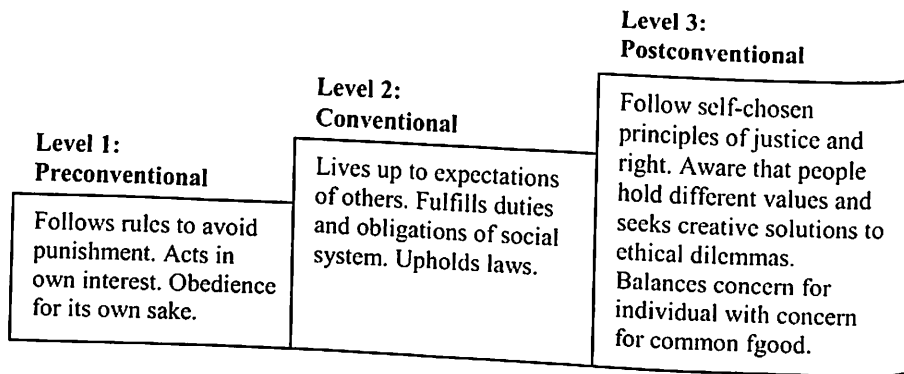 Level 1:
Preconventional
Follows rules to avoid
punishment. Acts in
own interest. Obedience
for its own sake.
Level 2:
Conventional
Lives up to expectations
of others. Fulfills duties
and obligations of social
system. Upholds laws.
Level 3:
Postconventional
Follow self-chosen
principles of justice and
right. Aware that people
hold different values and
seeks creative solutions to
ethical dilemmas.
Balances concern for
individual with concern
for common fgood.